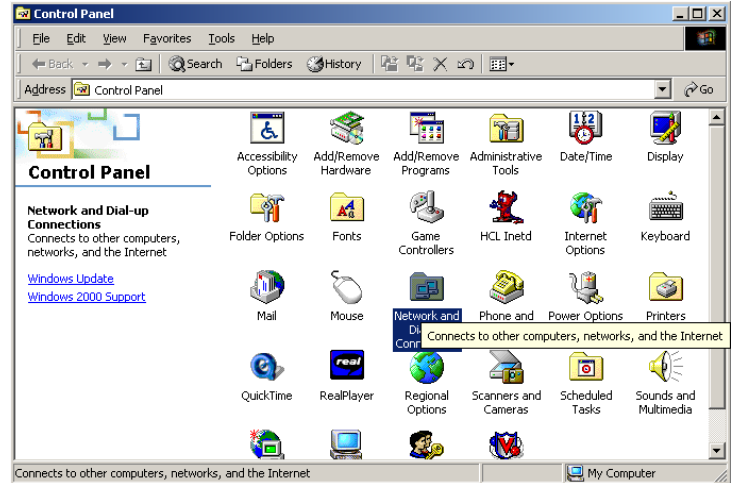 Control Panel
File Edit View Favorites Tools Help
Back Search Folders History
Address Control Panel Go
Control Panel
Network and Dial-up
Connections
Connects to other computers,
networks, and the Internet
Windows Update
Windows 2000 Support
Accessibility
Options
Add/Remove
Hardware
Add/Remove
Programs
Administrative
Tools
Date/Time
12
Display
Folder Options
Fonts
Game
Controllers
HCL Inetd
Internet
Options
Keyboard
Mail
Mouse
Network and
Phone and
Power Options
Printers
Connects to other computers, networks, and the Internet
QuickTime
real
RealPlayer
Regional
Options
Scanners and
Cameras
Scheduled
Tasks
Sounds and
Multimedia
Connects to other computers, networks, and the Internet
My Computer